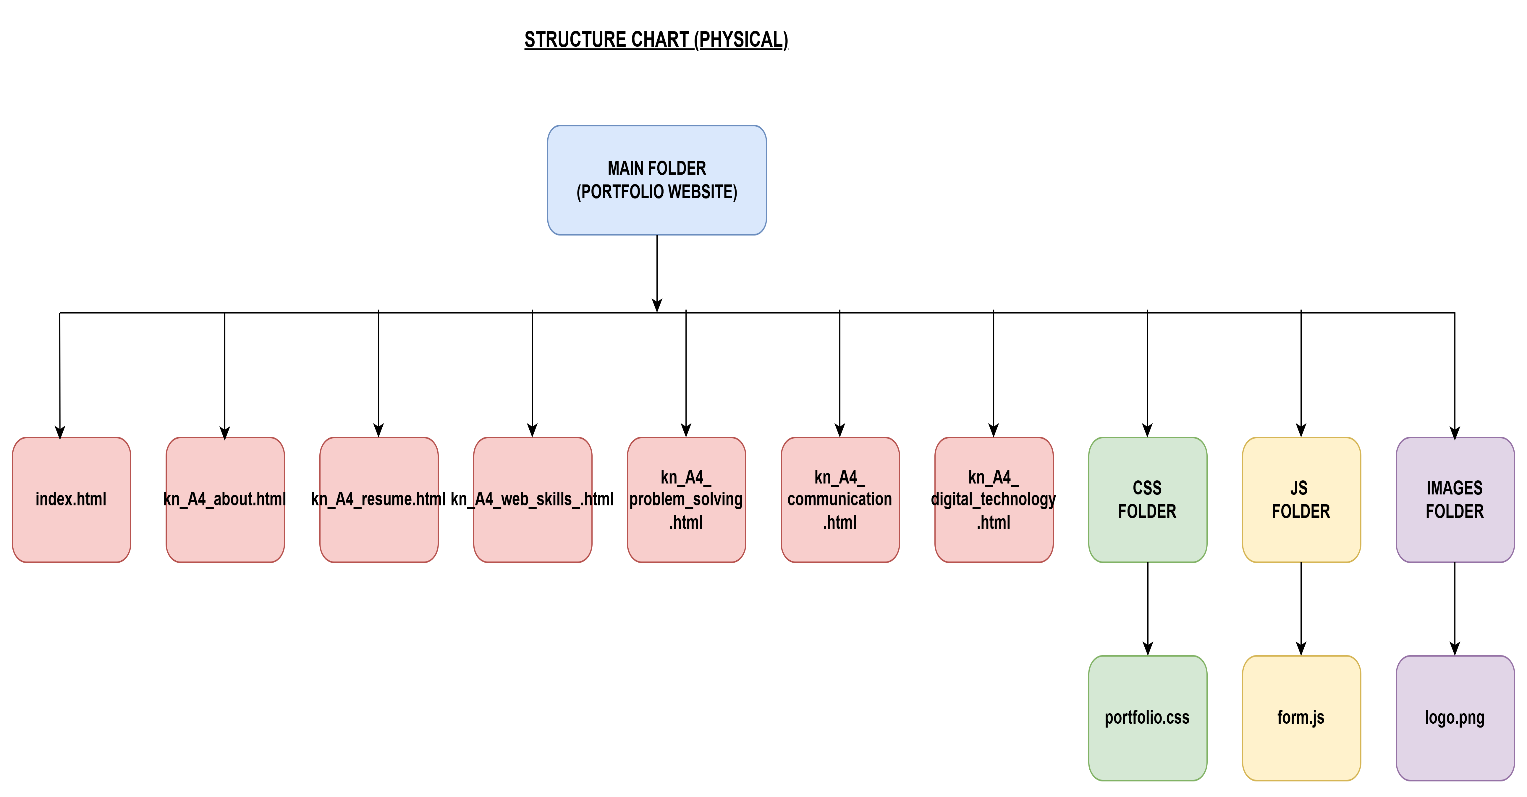 STRUCTURE CHART (PHYSICAL)
MAIN FOLDER
(PORTFOLIO WEBSITE)
index.html
kn_A4_about.html
kn_A4_resume.html
kn_A4_web_skills_.html
kn_A4_
problem_solving
.html
kn_A4_
communication
.html
kn_A4_
digital_technology
.html
CSS
FOLDER
JS
FOLDER
IMAGES
FOLDER
portfolio.css
form.js
logo.png